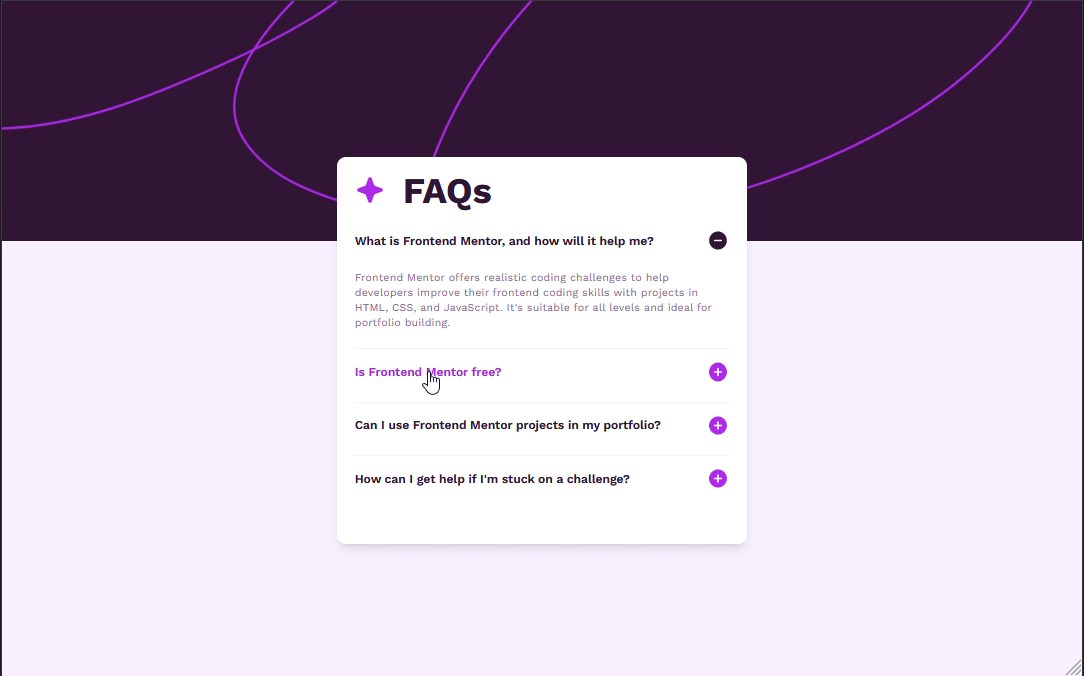 FAQs
What is Frontend Mentor, and how will it help me?
Frontend Mentor offers realistic coding challenges to help
developers improve their frontend coding skills with projects in
HTML, CSS, and JavaScript. It's suitable for all levels and ideal for
portfolio building.
Is Frontend Mentor free?
Can I use Frontend Mentor projects in my portfolio?
How can I get help if I'm stuck on a challenge?